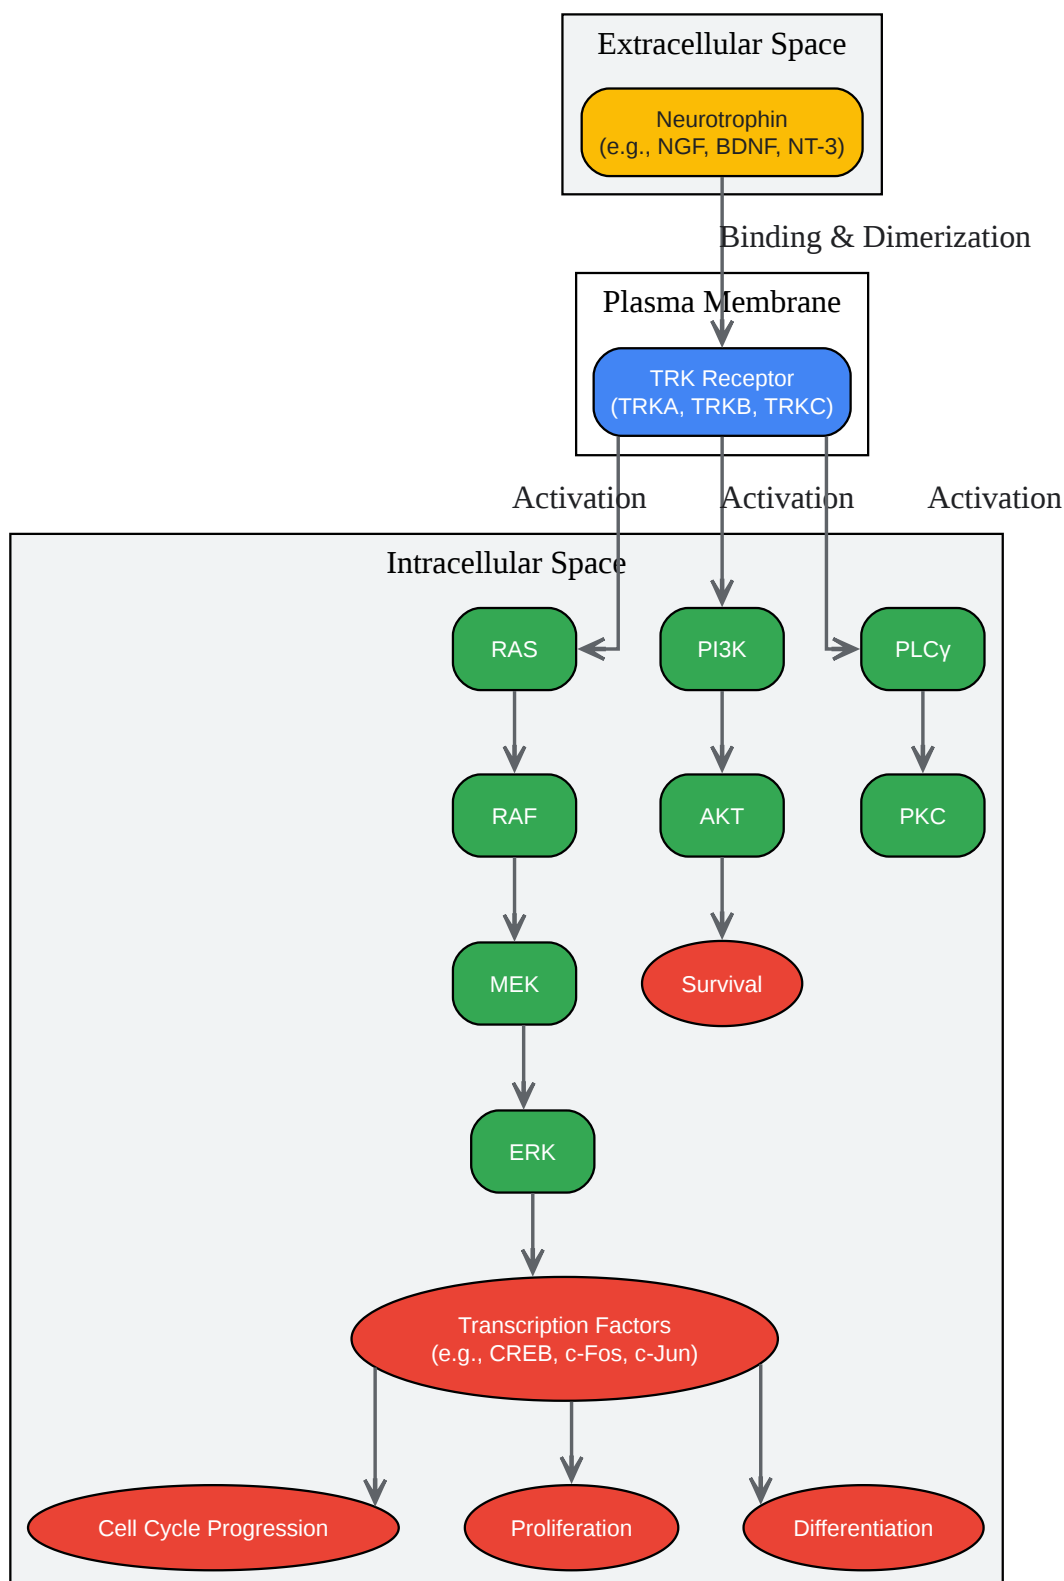 Extracellular Space
Neurotrophin
(e.g., NGF, BDNF, NT-3)
Binding & Dimerization
Plasma Membrane
TRK Receptor
(TRKA, TRKB, TRKC)
Activation
Activation
Activation
Intracellular Space
RAS
PI3K
PLCγ
RAF
AKT
PKC
MEK
Survival
ERK
Transcription Factors
(e.g., CREB, c-Fos, c-Jun)
Cell Cycle Progression
Proliferation
Differentiation